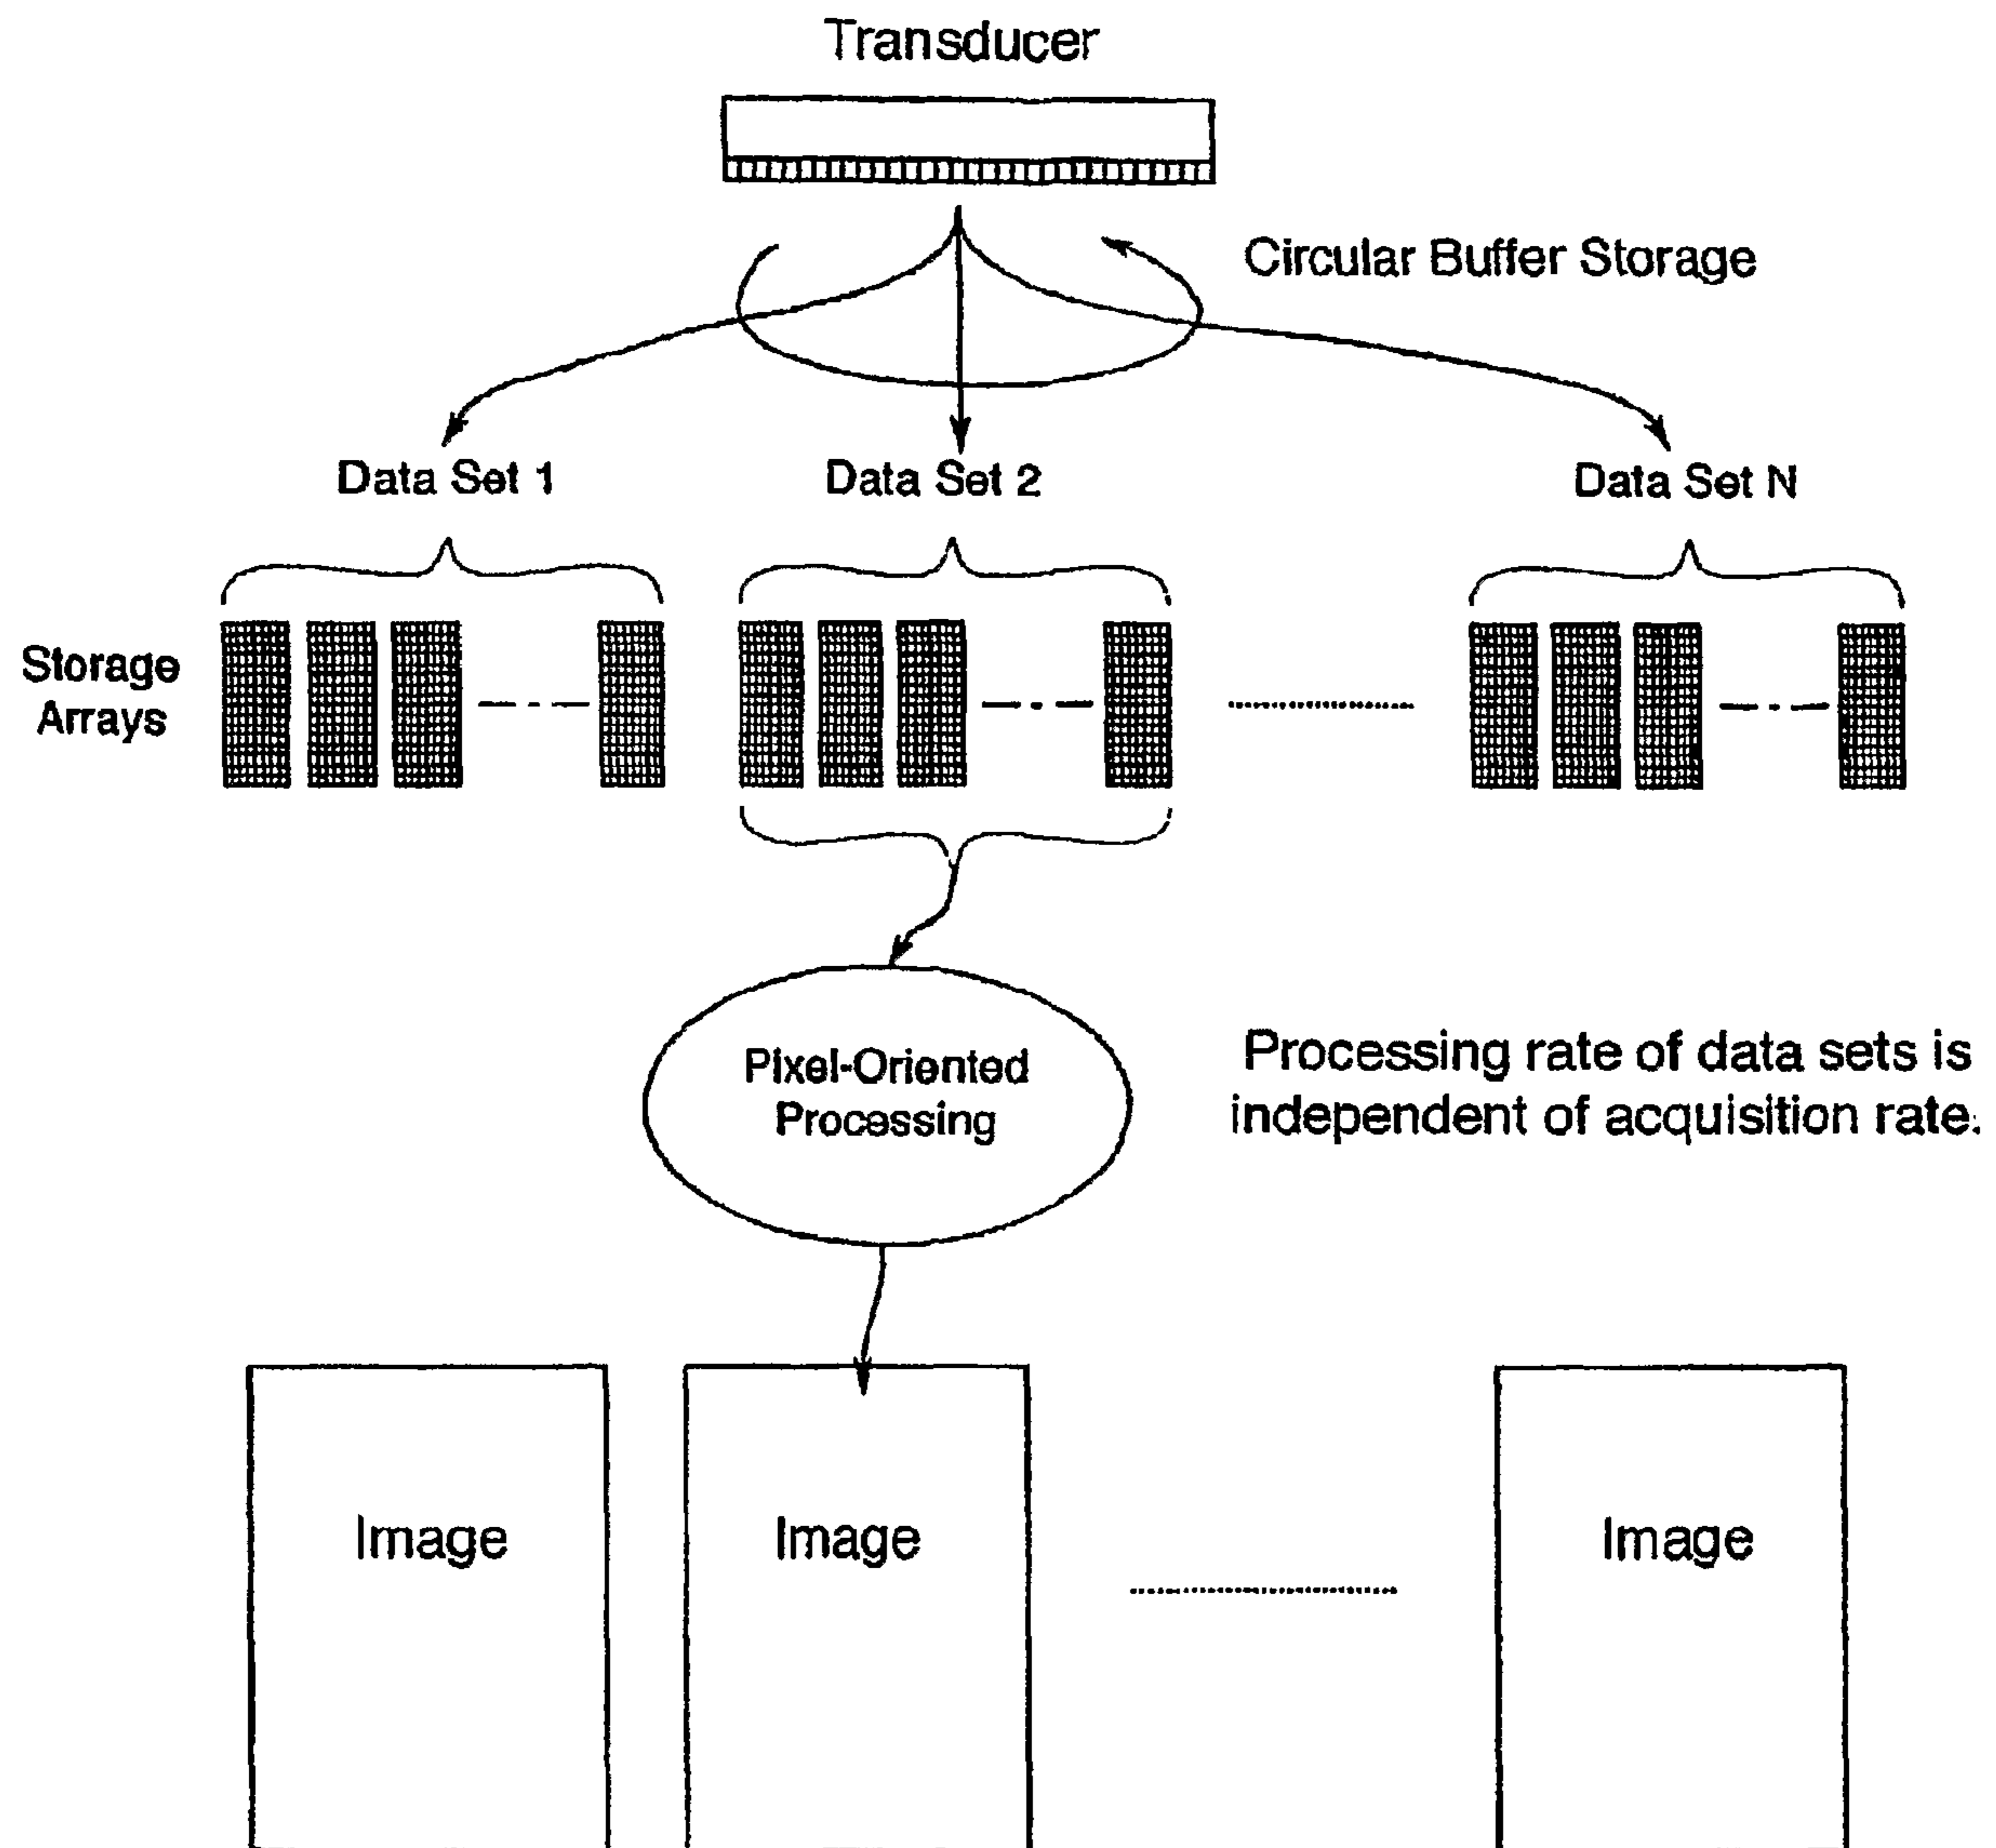 Transducer
Circular Buffer Storage
Data Set 1
Data Set 2
Data Set N
Storage
Arrays
Pixel-Oriented
Processing
Processing rate of data sets is
independent of acquisition rate.
Image
Image
Image